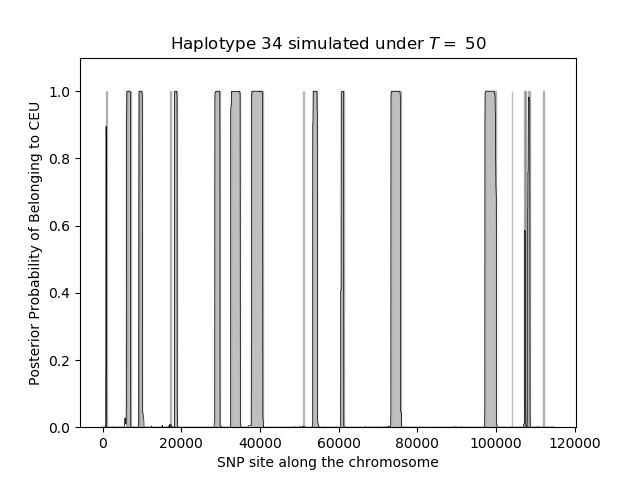 Haplotype 34 simulated under T = 50
Posterior Probability of Belonging to CEU
1.0
0.8
0.6
0.4
0.2
0.0
0 20000 40000 60000 80000 100000 120000
SNP site along the chromosome